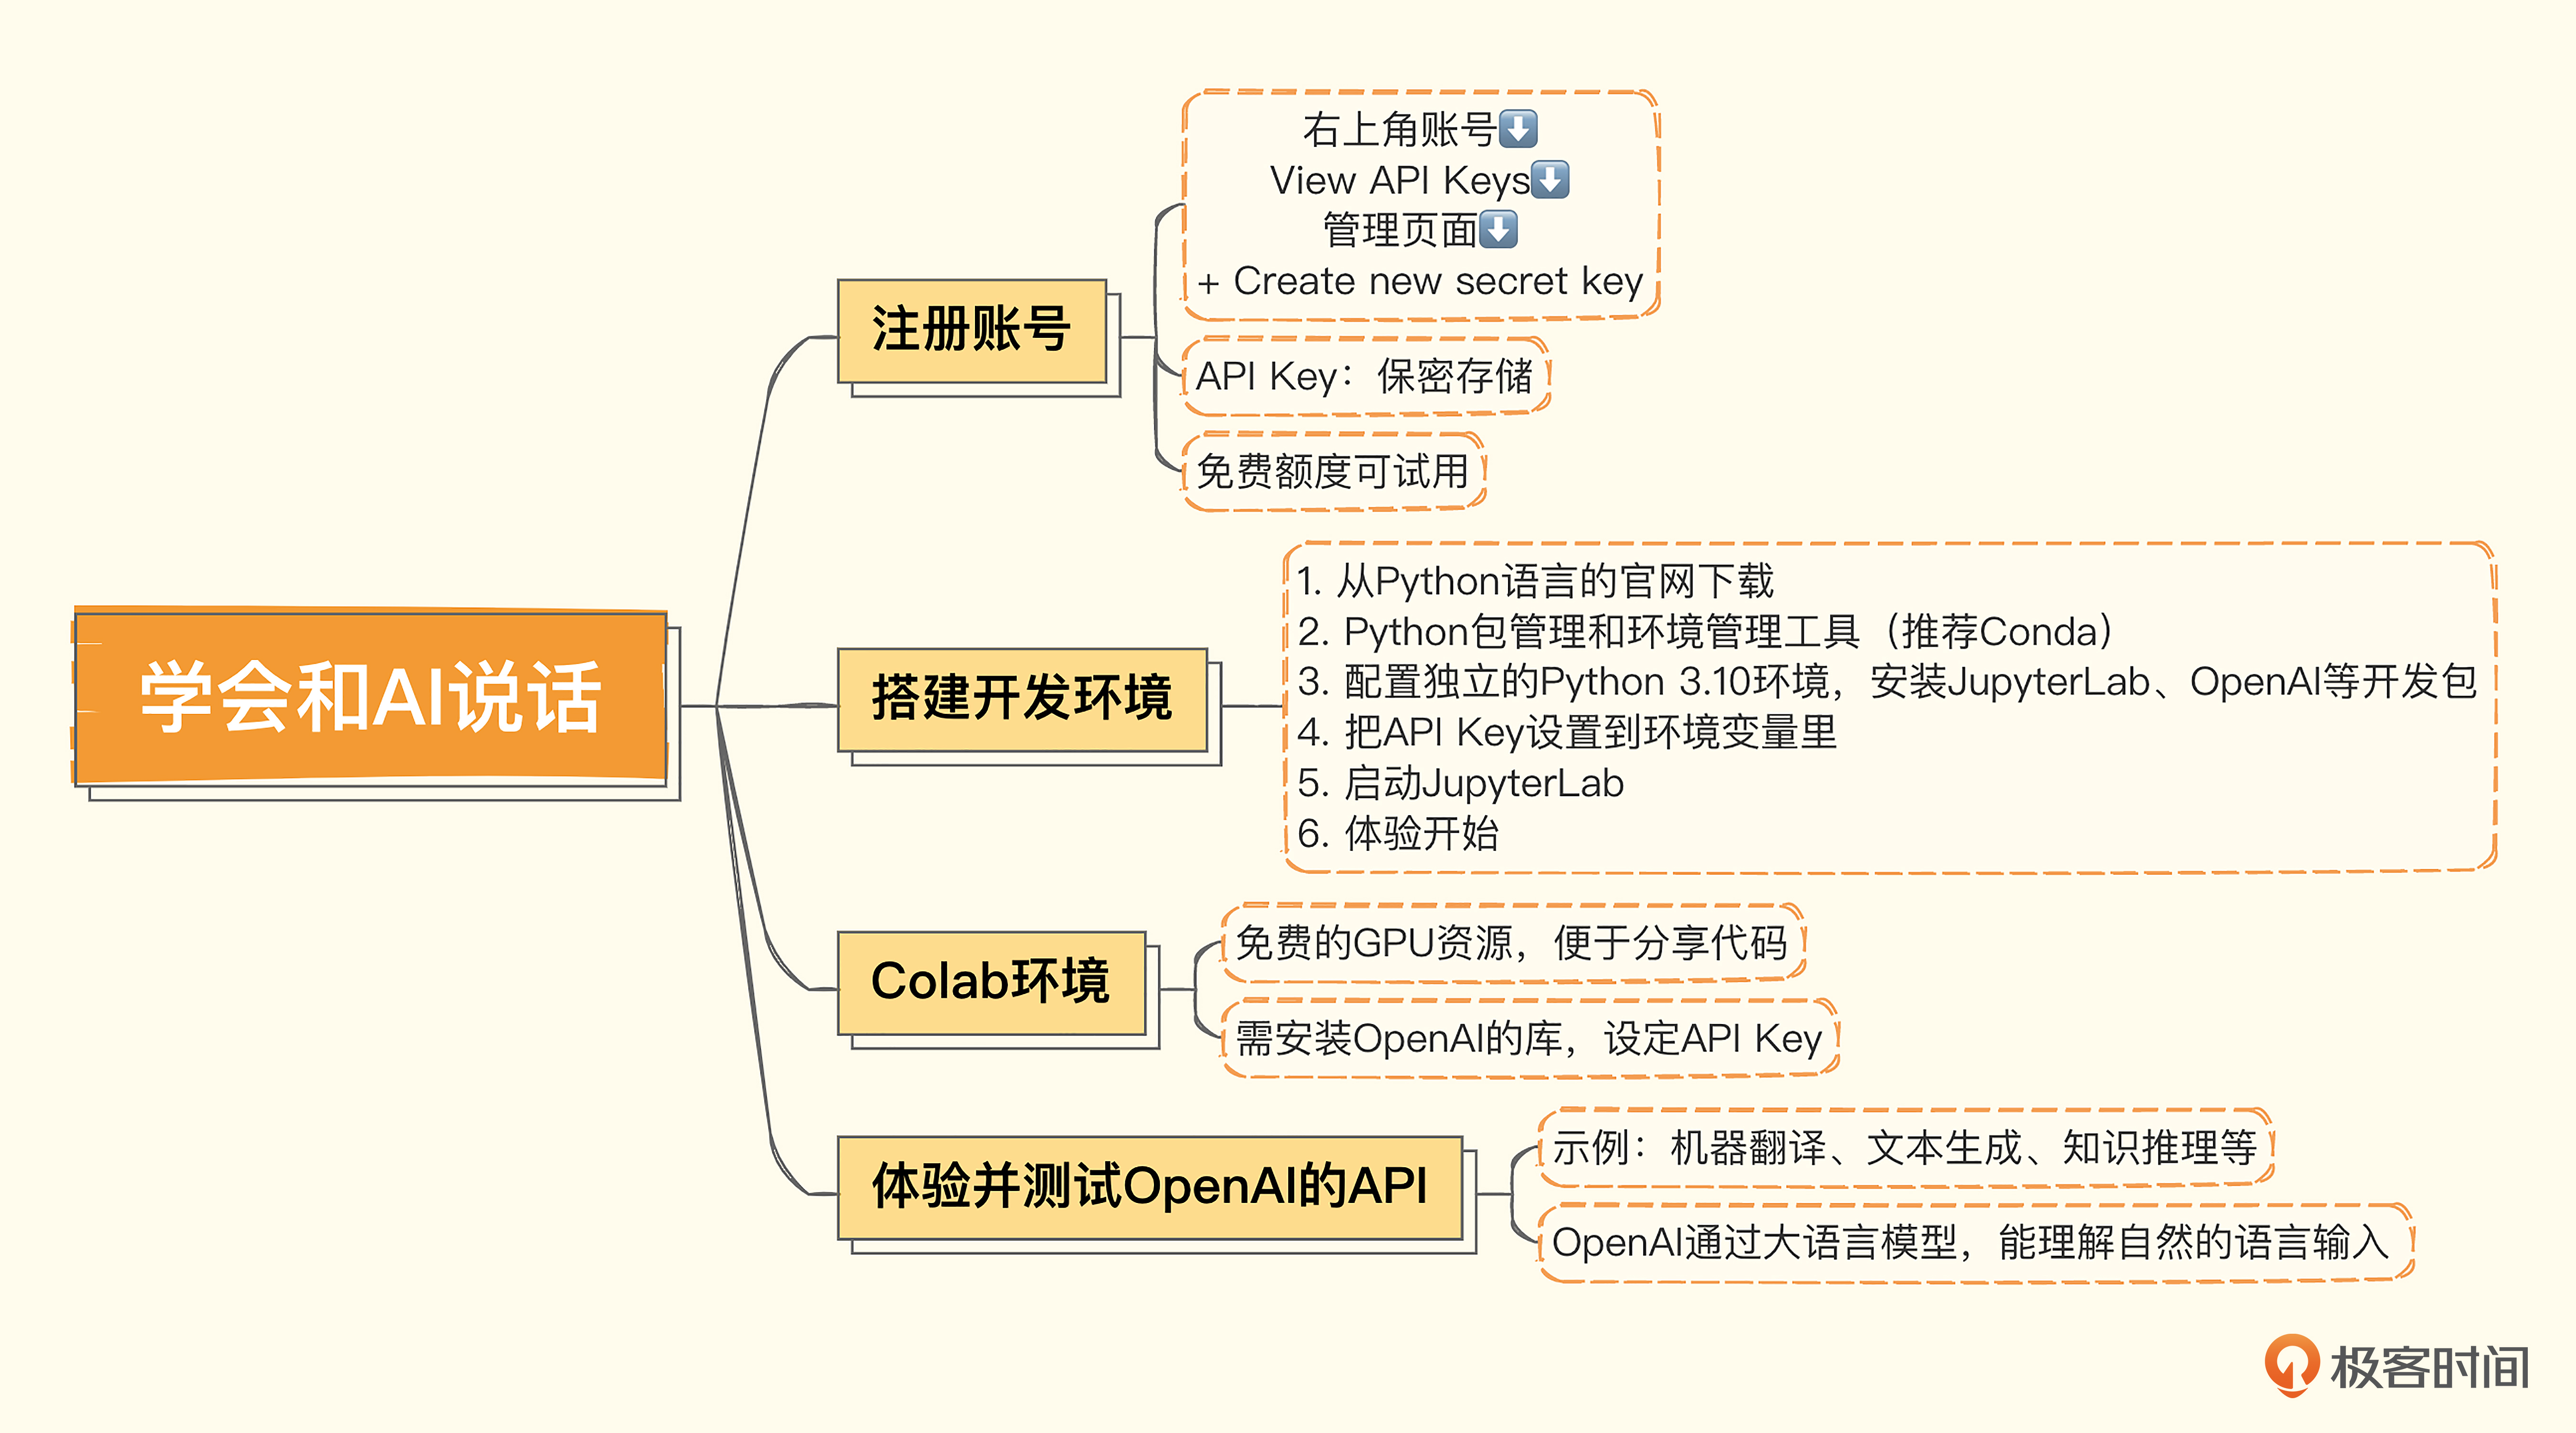 学会和AI说话
注册账号
右上角账号⬇️
View API Keys⬇️
管理页面⬇️
+ Create new secret key
API Key：保密存储
免费额度可试用
搭建开发环境
1. 从Python语言的官网下载
2. Python包管理和环境管理工具（推荐Conda）
3. 配置独立的Python 3.10环境，安装JupyterLab、OpenAI等开发包
4. 把API Key设置到环境变量里
5. 启动JupyterLab
6. 体验开始
Colab环境
免费的GPU资源，便于分享代码
需安装OpenAI的库，设定API Key
体验并测试OpenAI的API
示例：机器翻译、文本生成、知识推理等
OpenAI通过大语言模型，能理解自然的语言输入
极客时间